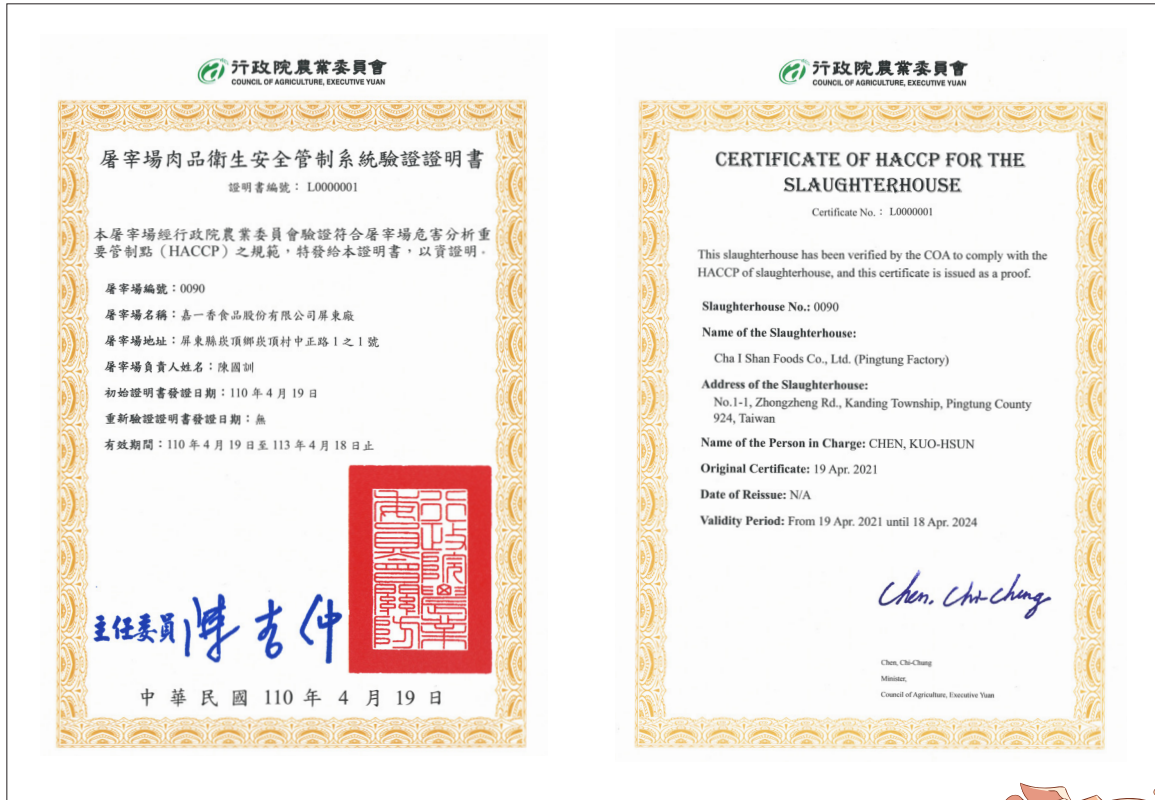 行政院農業委員會
COUNCIL OF AGRICULTURE, EXECUTIVE YUAN
屠宰場肉品衛生安全管制系統驗證證明書
證明書編號：L0000001
本屠宰場經行政院農業委員會驗證符合屠宰場危害分析重
要管制點（HACCP）之規範，特發給本證明書，以資證明。
屠宰場編號：0090
屠宰場名稱：嘉一香食品股份有限公司屏東廠
屠宰場地址：屏東縣崁頂鄉崁頂村中正路1之1號
屠宰場負責人姓名：陳國訓
初始證明書發證日期：110年4月19日
重新驗證證明書發證日期：無
有效期間：110年4月19日至113年4月18日止
主任委員 陳吉仲
中華民國 110 年 4 月 19 日
行政院農業委員會
COUNCIL OF AGRICULTURE, EXECUTIVE YUAN
CERTIFICATE OF HACCP FOR THE
SLAUGHTERHOUSE
Certificate No.： L0000001
This slaughterhouse has been verified by the COA to comply with the
HACCP of slaughterhouse, and this certificate is issued as a proof.
Slaughterhouse No.: 0090
Name of the Slaughterhouse:
Cha I Shan Foods Co., Ltd. (Pingtung Factory)
Address of the Slaughterhouse:
No.1-1, Zhongzheng Rd., Kanding Township, Pingtung County
924, Taiwan
Name of the Person in Charge: CHEN, KUO-HSUN
Original Certificate: 19 Apr. 2021
Date of Reissue: N/A
Validity Period: From 19 Apr. 2021 until 18 Apr. 2024
Chen, Chi-Chung
Chen, Chi-Chung
Minister,
Council of Agriculture, Executive Yuan